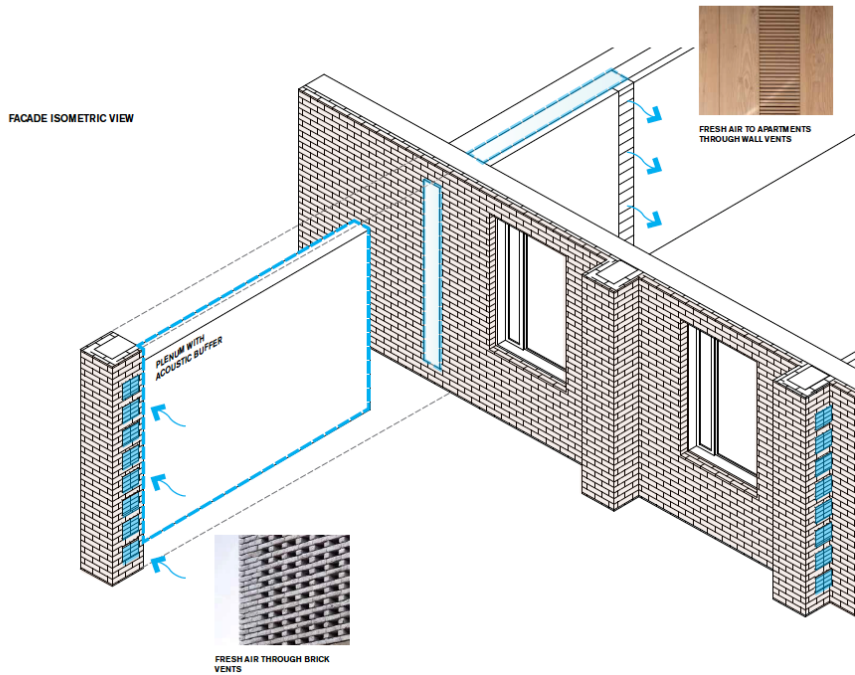 FACADE ISOMETRIC VIEW
FRESH AIR TO APARTMENTS
THROUGH WALL VENTS
PLENUM WITH
ACOUSTIC BUFFER
FRESH AIR THROUGH BRICK
VENTS